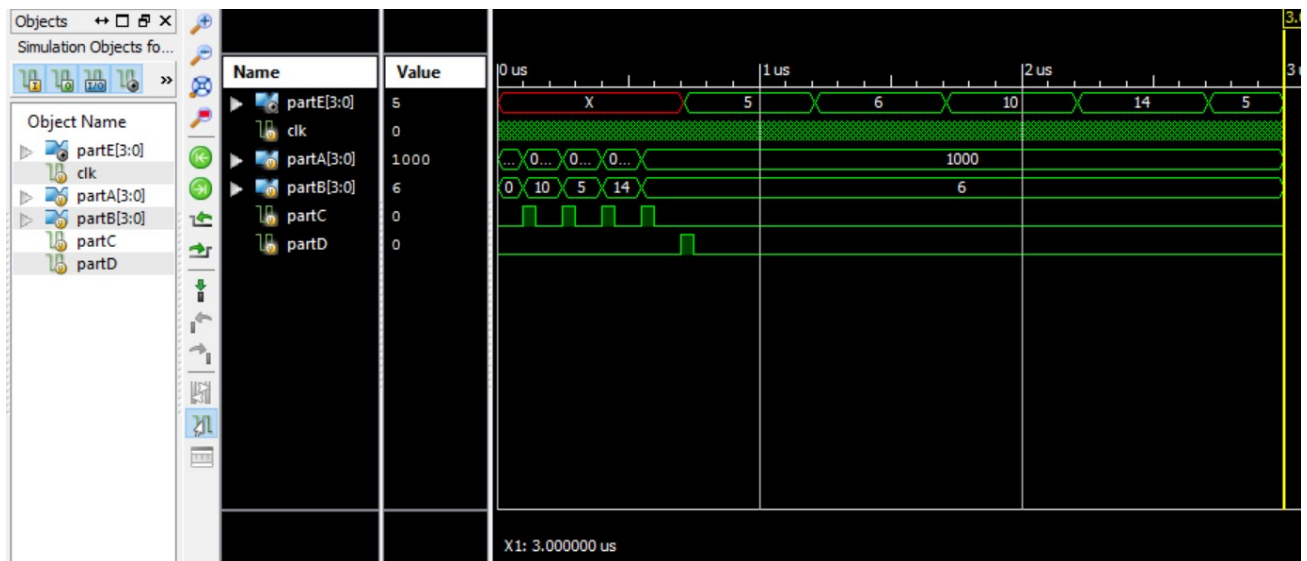 Objects
Simulation Objects fo...
Object Name
partE[3:0]
clk
partA[3:0]
partB[3:0]
partC
partD
Name Value
partE[3:0] 5
clk 0
partA[3:0] 1000
partB[3:0] 6
partC 0
partD 0
0 us 1 us 2 us
X 5 6 10 14 5
... 0... 0... 0... 1000
0 10 5 14 6
X1: 3.000000 us